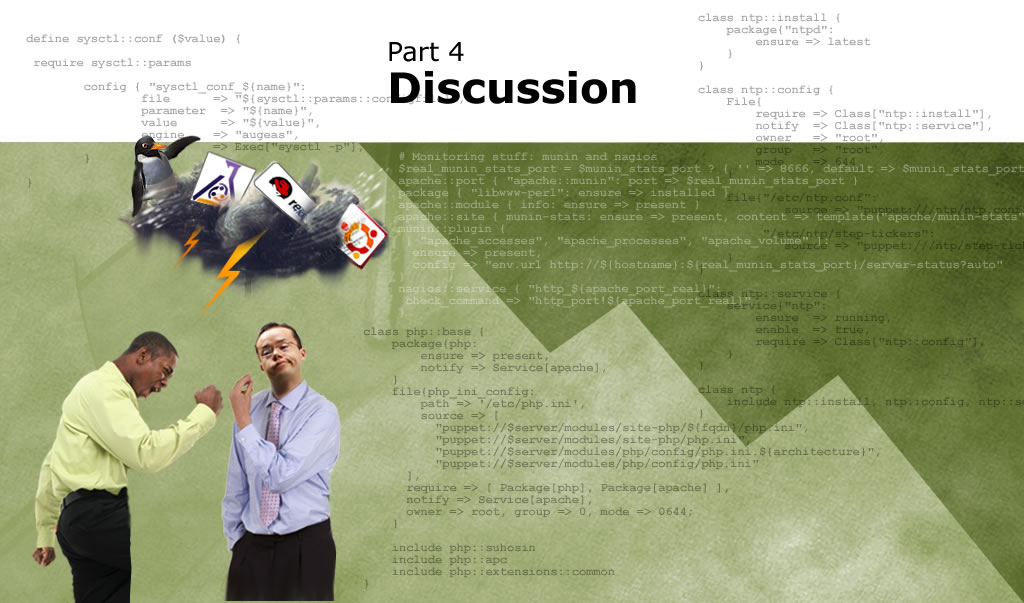 Part 4
Discussion
define sysctl::conf ($value) {
require sysctl::params
config { "sysctl_conf_${name}":
file => "${sysctl::params::con
parameter => "${name}",
value => "${value}",
engine => "augeas",
=> Exec["sysctl -p"],
}
}
class ntp::install {
package{"ntpd":
ensure => latest
}
}
class ntp::config {
File{
require => Class["ntp::install"],
notify => Class["ntp::service"],
owner => "root",
group => "root",
mode => 644
file{"/etc/ntp.conf":
source => "puppet:///ntp/ntp
"/etc/ntp/step-tickers":
source => "puppet:///ntp/step-tick
class ntp::service {
service{"ntp":
ensure => running,
enable => true,
require => Class["ntp::config"],
}
}
class ntp {
include ntp::install, ntp::config, ntp::se
}
# Monitoring stuff: munin and nagios
$real_munin_stats_port = $munin_stats_port ? { '' => 8666, default => $munin_stats_port
apache::port { "apache::munin": port => $real_munin_stats_port }
package { "libwww-perl": ensure => installed }
apache::module { info: ensure => present }
apache::site { munin-stats: ensure => present, content => template("apache/munin-stats"
munin::plugin {
[ "apache_accesses", "apache_processes", "apache_volume" ]:
ensure => present,
config => "env.url http://${hostname}:${real_munin_stats_port}/server-status?auto"
}
nagios::service { "http_${apache_port_real}":
check_command => "http_port!${apache_port_real}"
}
class php::base {
package{php:
ensure => present,
notify => Service[apache],
}
file{php_ini_config:
path => '/etc/php.ini',
source => [
"puppet://$server/modules/site-php/${fqdn}/php.ini",
"puppet://$server/modules/site-php/php.ini",
"puppet://$server/modules/php/config/php.ini.${architecture}",
"puppet://$server/modules/php/config/php.ini"
],
require => [ Package[php], Package[apache] ],
notify => Service[apache],
owner => root, group => 0, mode => 0644;
}
include php::suhosin
include php::apc
include php::extensions::common
}